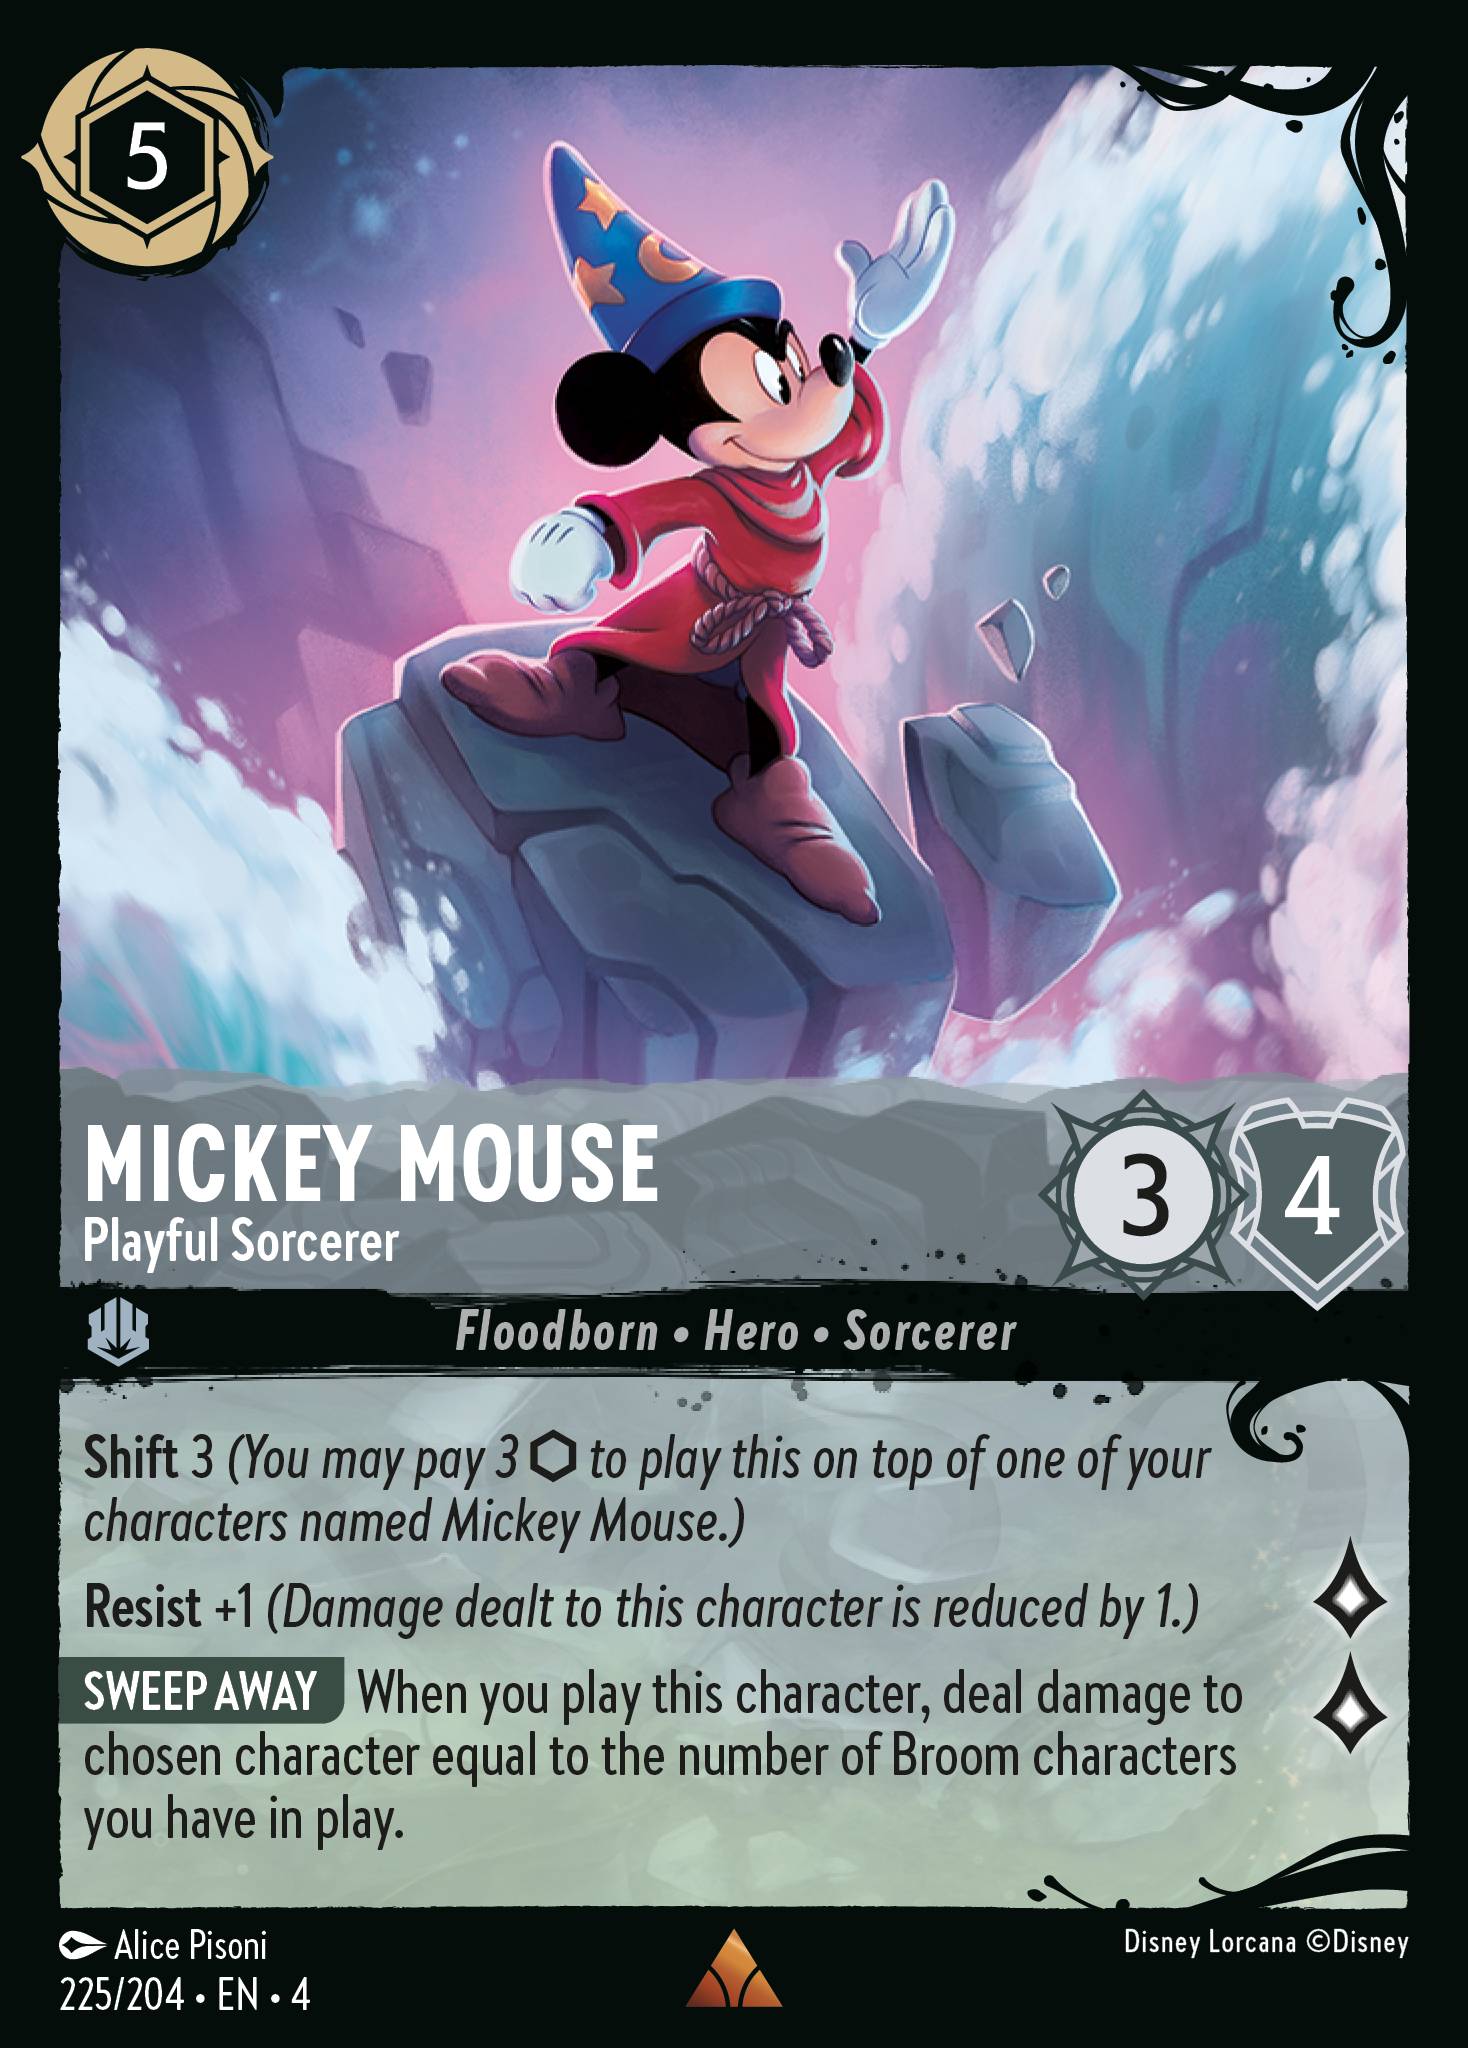 5
MICKEY MOUSE
Playful Sorcerer
3
4
Floodborn • Hero • Sorcerer
Shift 3 (You may pay 3 ⬡ to play this on top of one of your
characters named Mickey Mouse.)
Resist +1 (Damage dealt to this character is reduced by 1.)
SWEEP AWAY When you play this character, deal damage to
chosen character equal to the number of Broom characters
you have in play.
Alice Pisoni
Disney Lorcana ©Disney
225/204 • EN • 4